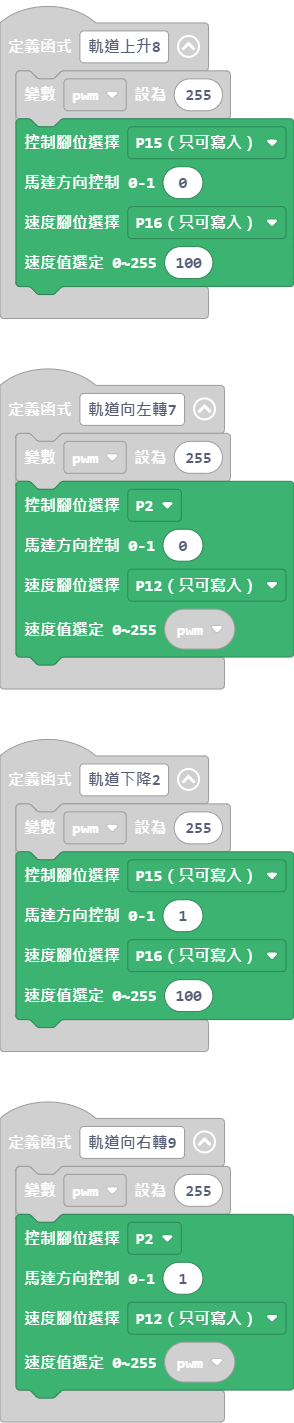 定義函式 軌道上升8
變數 pwm 設為 255
控制腳位選擇 P15(只可寫入)
馬達方向控制 0-1 0
速度腳位選擇 P16(只可寫入)
速度值選定 0~255 100
定義函式 軌道向左轉7
變數 pwm 設為 255
控制腳位選擇 P2
馬達方向控制 0-1 0
速度腳位選擇 P12(只可寫入)
速度值選定 0~255 pwm
定義函式 軌道下降2
變數 pwm 設為 255
控制腳位選擇 P15(只可寫入)
馬達方向控制 0-1 1
速度腳位選擇 P16(只可寫入)
速度值選定 0~255 100
定義函式 軌道向右轉9
變數 pwm 設為 255
控制腳位選擇 P2
馬達方向控制 0-1 1
速度腳位選擇 P12(只可寫入)
速度值選定 0~255 pwm